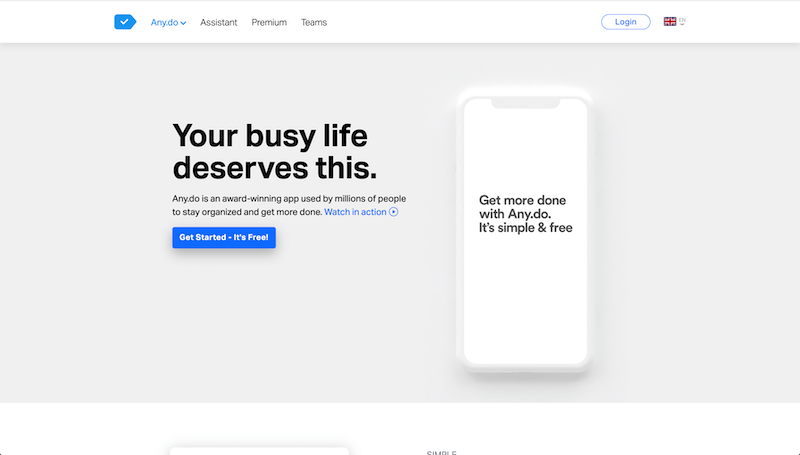 Any.do Assistant Premium Teams Login EN
Your busy life
deserves this.
Any.do is an award-winning app used by millions of people
to stay organized and get more done. Watch in action
Get Started - It's Free!
Get more done
with Any.do.
It's simple & free
SIMPLE